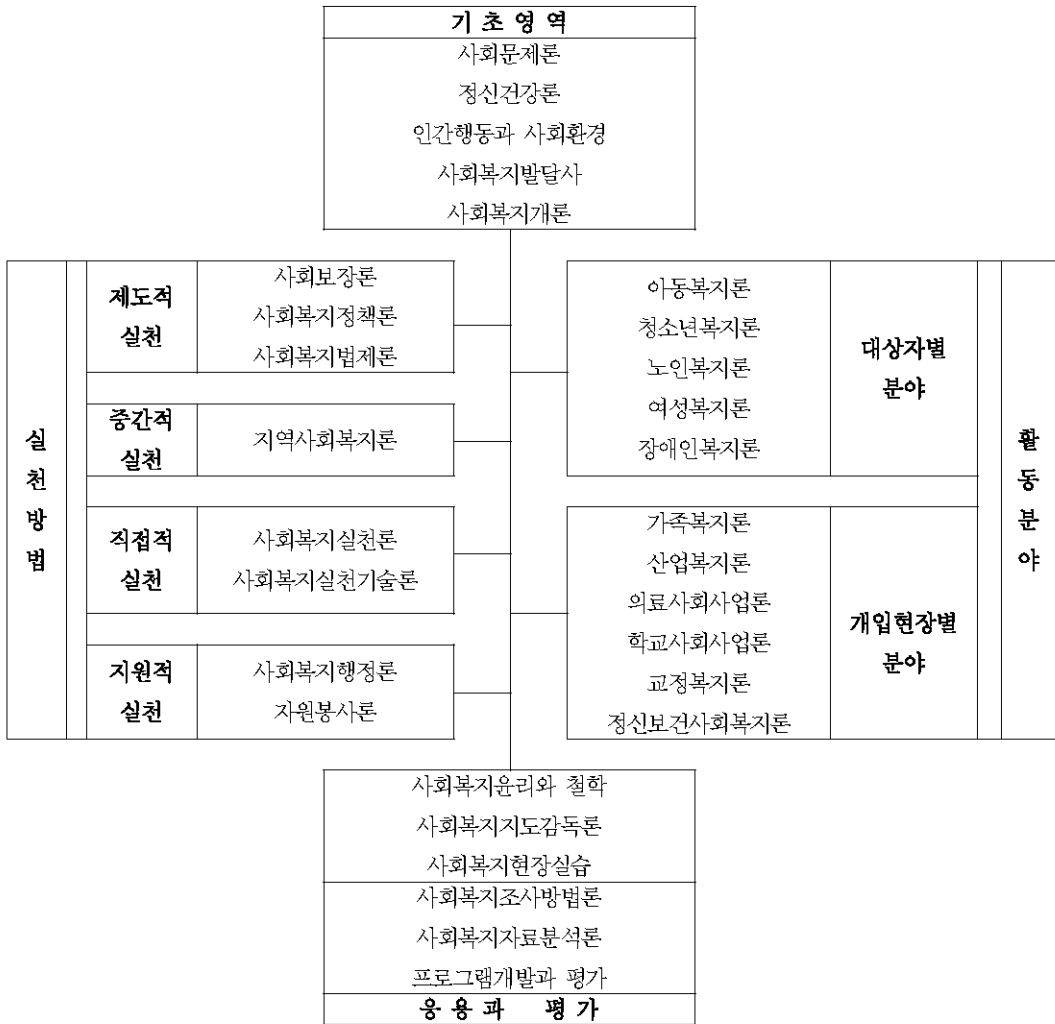 기 초 영 역
사회문제론
정신건강론
인간행동과 사회환경
사회복지발달사
사회복지개론
실천방법
제도적
실천
사회보장론
사회복지정책론
사회복지법제론
중간적
실천
지역사회복지론
직접적
실천
사회복지실천론
사회복지실천기술론
지원적
실천
사회복지행정론
자원봉사론
아동복지론
청소년복지론
노인복지론
여성복지론
장애인복지론
대상자별
분야
가족복지론
산업복지론
의료사회사업론
학교사회사업론
교정복지론
정신보건사회복지론
개입현장별
분야
활동분야
사회복지윤리와 철학
사회복지지도감독론
사회복지현장실습
사회복지조사방법론
사회복지자료분석론
프로그램개발과 평가
응 용 과 평 가